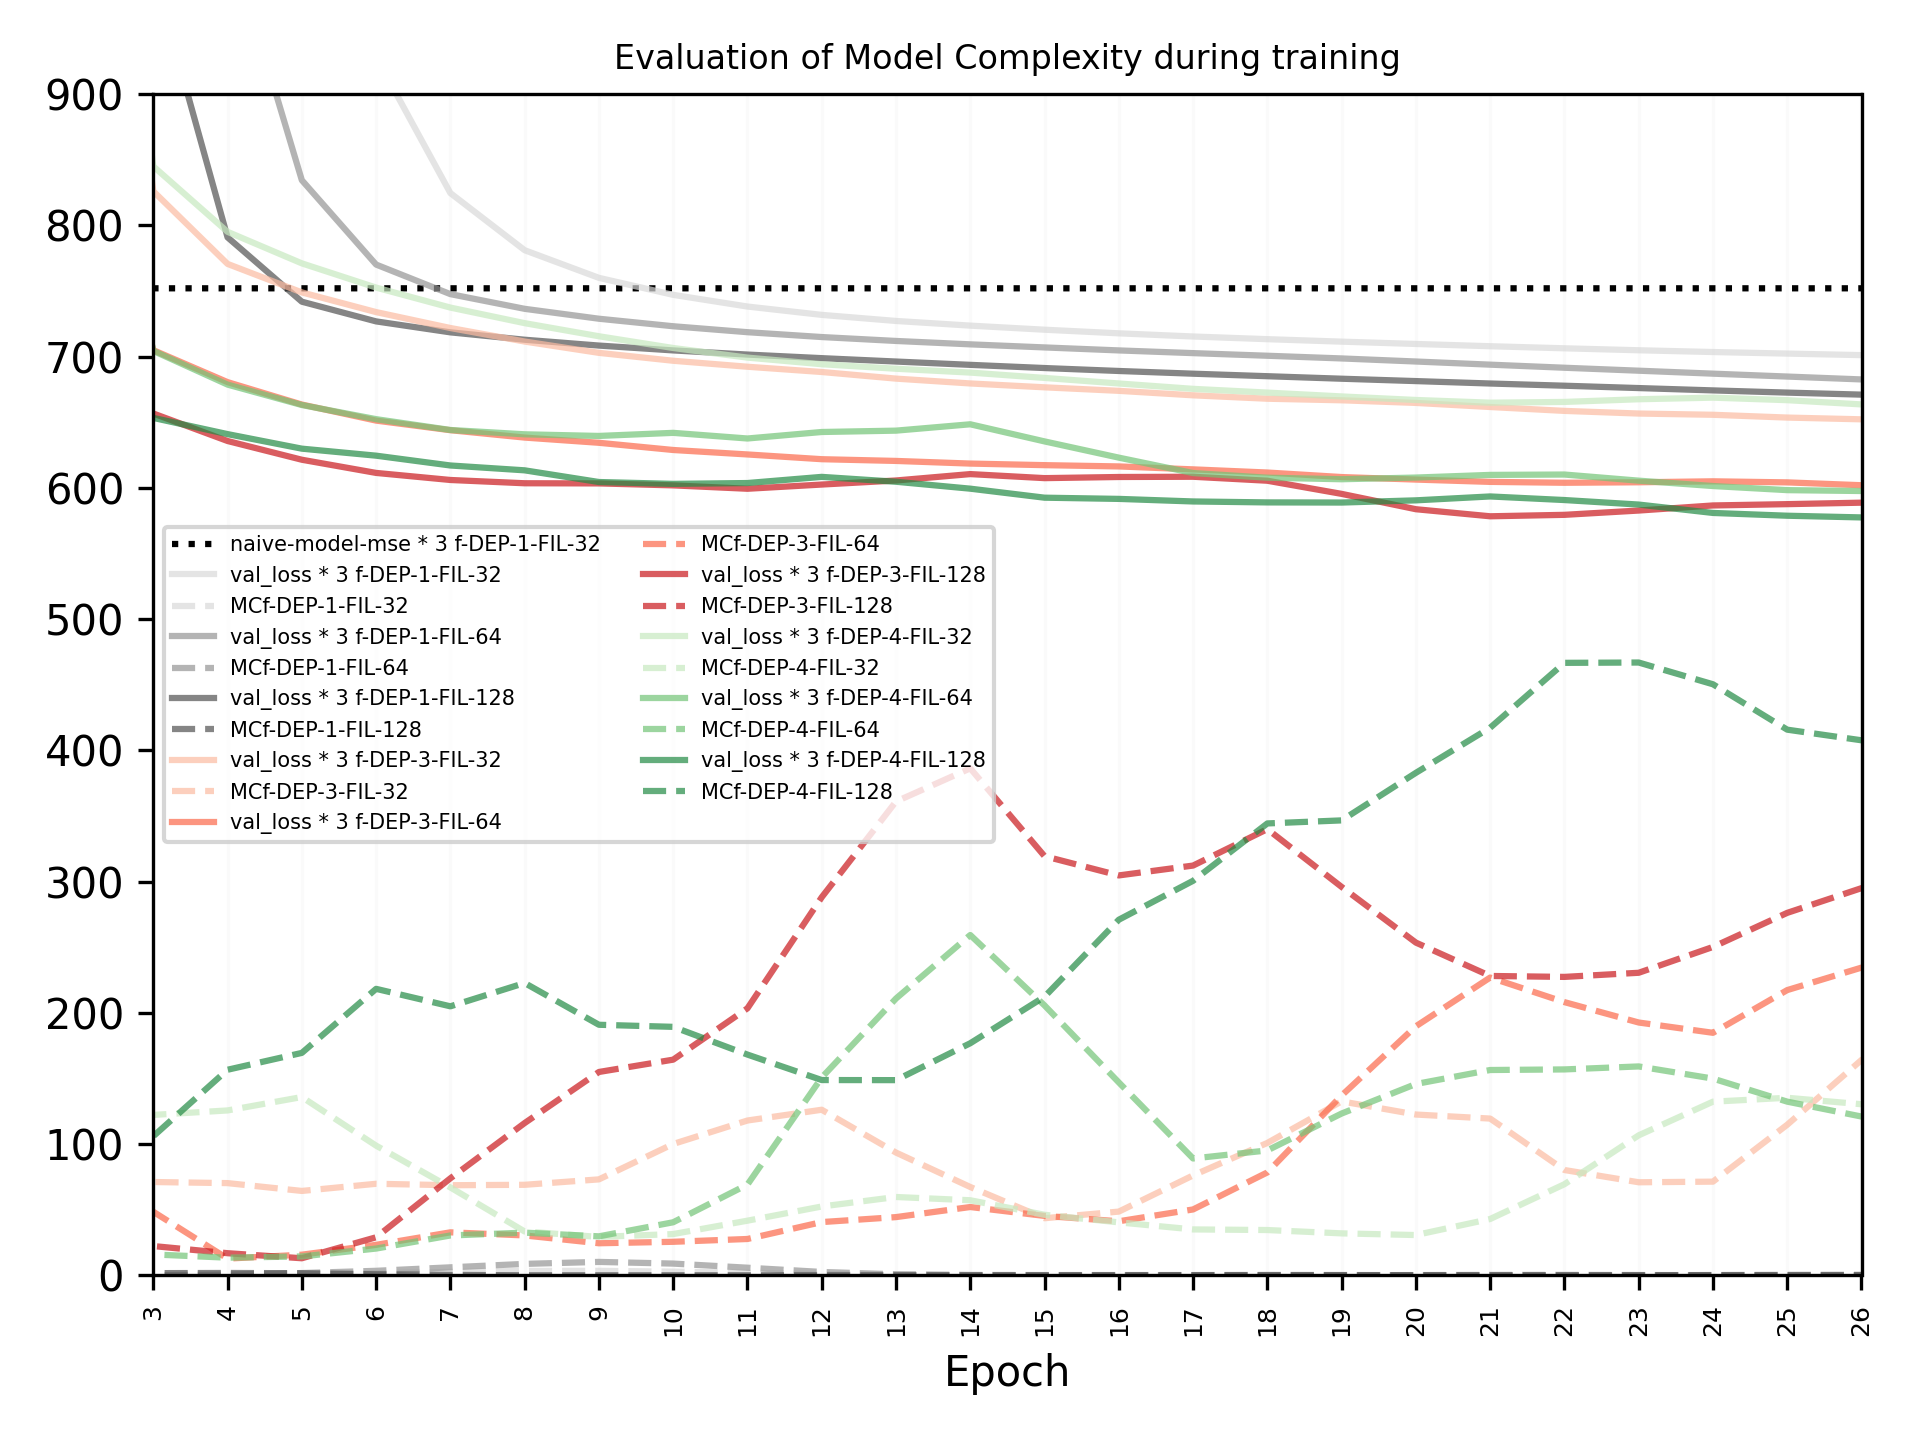 Evaluation of Model Complexity during training
900
800
700
600
500
400
300
200
100
0
naive-model-mse * 3 f-DEP-1-FIL-32
val_loss * 3 f-DEP-1-FIL-32
MCf-DEP-1-FIL-32
val_loss * 3 f-DEP-1-FIL-64
MCf-DEP-1-FIL-64
val_loss * 3 f-DEP-1-FIL-128
MCf-DEP-1-FIL-128
val_loss * 3 f-DEP-3-FIL-32
MCf-DEP-3-FIL-32
val_loss * 3 f-DEP-3-FIL-64
MCf-DEP-3-FIL-64
val_loss * 3 f-DEP-3-FIL-128
MCf-DEP-3-FIL-128
val_loss * 3 f-DEP-4-FIL-32
MCf-DEP-4-FIL-32
val_loss * 3 f-DEP-4-FIL-64
MCf-DEP-4-FIL-64
val_loss * 3 f-DEP-4-FIL-128
MCf-DEP-4-FIL-128
3 4 5 6 7 8 9 10 11 12 13 14 15 16 17 18 19 20 21 22 23 24 25 26
Epoch